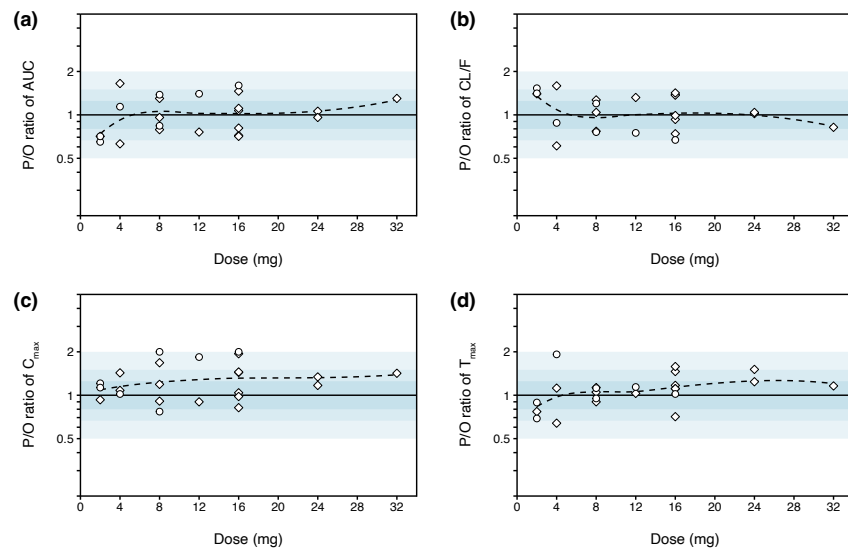 (a)
P/O ratio of AUC
2
1
0.5
0 4 8 12 16 20 24 28 32
Dose (mg)
(b)
P/O ratio of CL/F
2
1
0.5
0 4 8 12 16 20 24 28 32
Dose (mg)
(c)
P/O ratio of Cmax
2
1
0.5
0 4 8 12 16 20 24 28 32
Dose (mg)
(d)
P/O ratio of Tmax
2
1
0.5
0 4 8 12 16 20 24 28 32
Dose (mg)